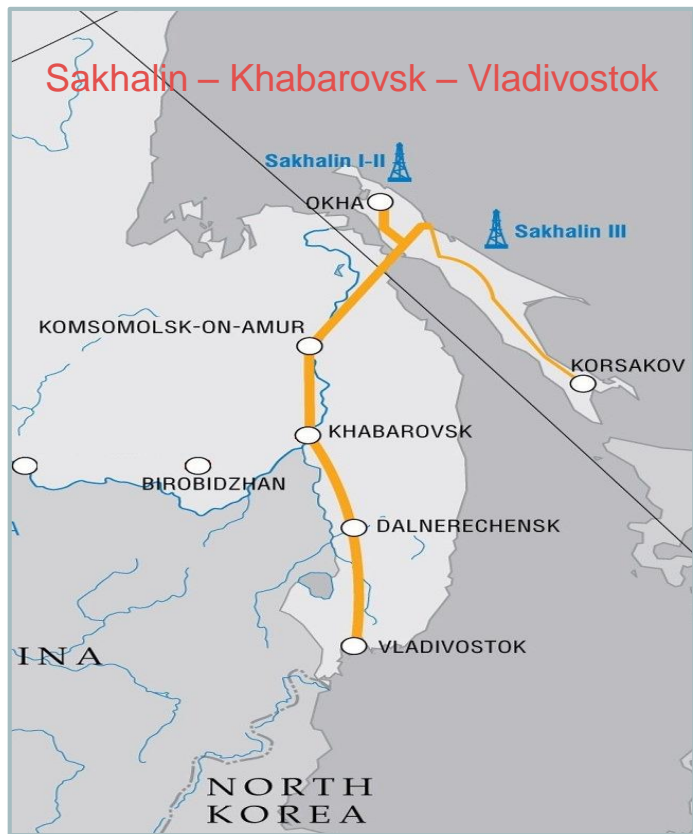 Sakhalin – Khabarovsk – Vladivostok
Sakhalin I-II
OKHA
Sakhalin III
KOMSOMOLSK-ON-AMUR
KORSAKOV
KHABAROVSK
BIROBIDZHAN
DALNERECHENSK
A
VLADIVOSTOK
INA
NORTH
KOREA